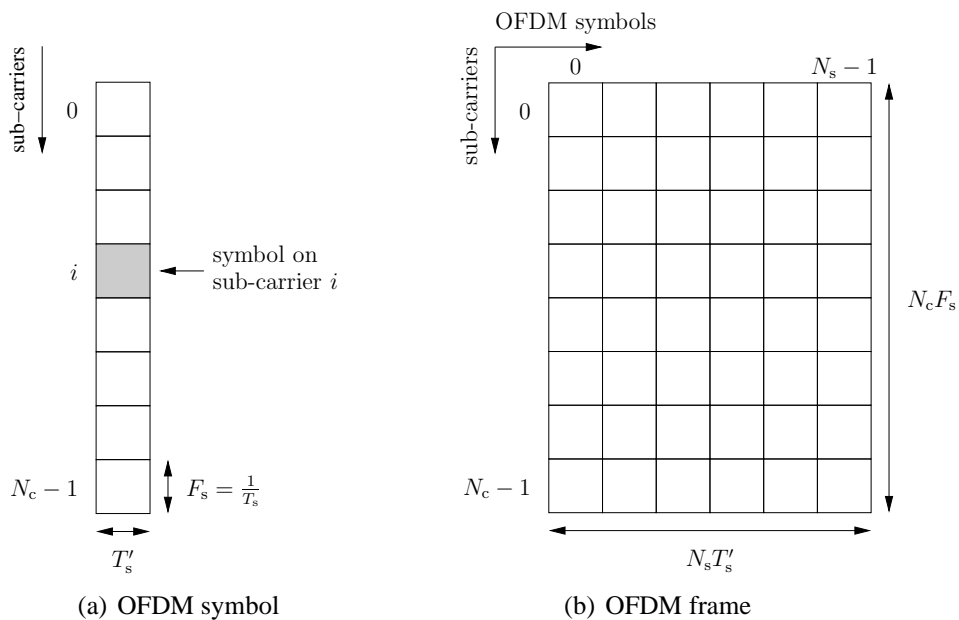 sub-carriers
0
i
symbol on
sub-carrier i
N_c − 1
F_s = 1/T_s
T′_s
(a) OFDM symbol
OFDM symbols
sub-carriers
0
N_s − 1
0
N_c F_s
N_c − 1
N_s T′_s
(b) OFDM frame